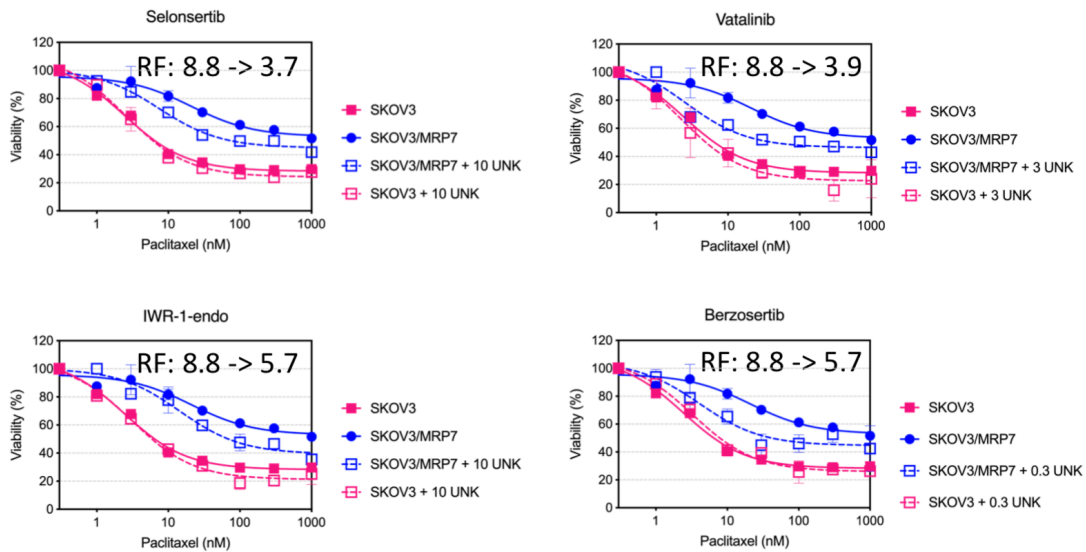 Selonsertib
RF: 8.8 -> 3.7
120
100
80
60
40
20
0
Viability (%)
1
10
100
1000
Paclitaxel (nM)
SKOV3
SKOV3/MRP7
SKOV3/MRP7 + 10 UNK
SKOV3 + 10 UNK
Vatalinib
RF: 8.8 -> 3.9
120
100
80
60
40
20
0
Viability (%)
1
10
100
1000
Paclitaxel (nM)
SKOV3
SKOV3/MRP7
SKOV3/MRP7 + 3 UNK
SKOV3 + 3 UNK
IWR-1-endo
RF: 8.8 -> 5.7
120
100
80
60
40
20
0
Viability (%)
1
10
100
1000
Paclitaxel (nM)
SKOV3
SKOV3/MRP7
SKOV3/MRP7 + 10 UNK
SKOV3 + 10 UNK
Berzosertib
RF: 8.8 -> 5.7
120
100
80
60
40
20
0
Viability (%)
1
10
100
1000
Paclitaxel (nM)
SKOV3
SKOV3/MRP7
SKOV3/MRP7 + 0.3 UNK
SKOV3 + 0.3 UNK